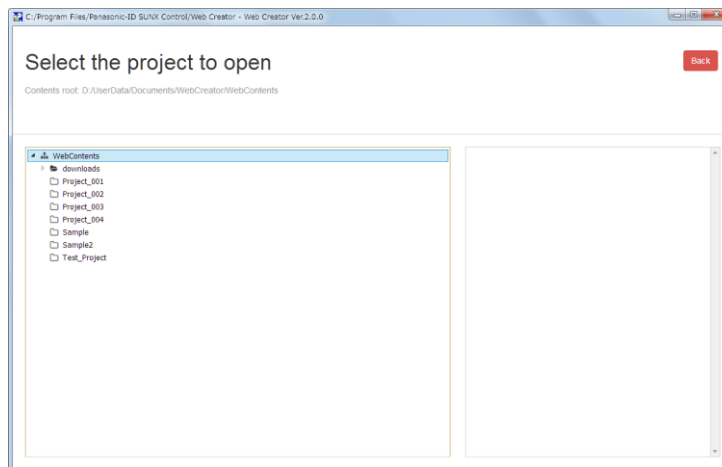 C:/Program Files/Panasonic-ID SUNX Control/Web Creator - Web Creator Ver.2.0.0
Select the project to open
Back
Contents root: D:/UserData/Documents/WebCreator/WebContents
WebContents
downloads
Project_001
Project_002
Project_003
Project_004
Sample
Sample2
Test_Project